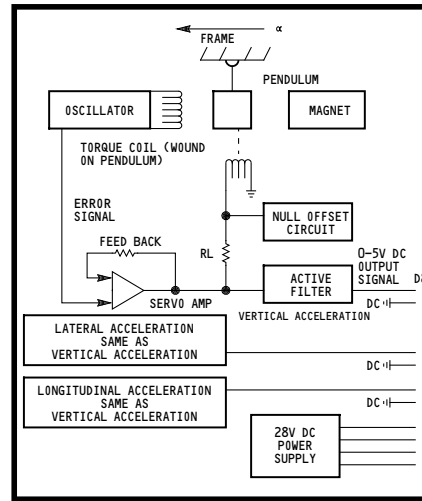 α
FRAME
PENDULUM
OSCILLATOR
MAGNET
TORQUE COIL (WOUND
ON PENDULUM)
ERROR
SIGNAL
NULL OFFSET
CIRCUIT
FEED BACK
RL
0-5V DC
OUTPUT
SIGNAL
ACTIVE
FILTER
SERVO AMP
VERTICAL ACCELERATION
DC
LATERAL ACCELERATION
SAME AS
VERTICAL ACCELERATION
DC
LONGITUDINAL ACCELERATION
SAME AS
VERTICAL ACCELERATION
DC
28V DC
POWER
SUPPLY